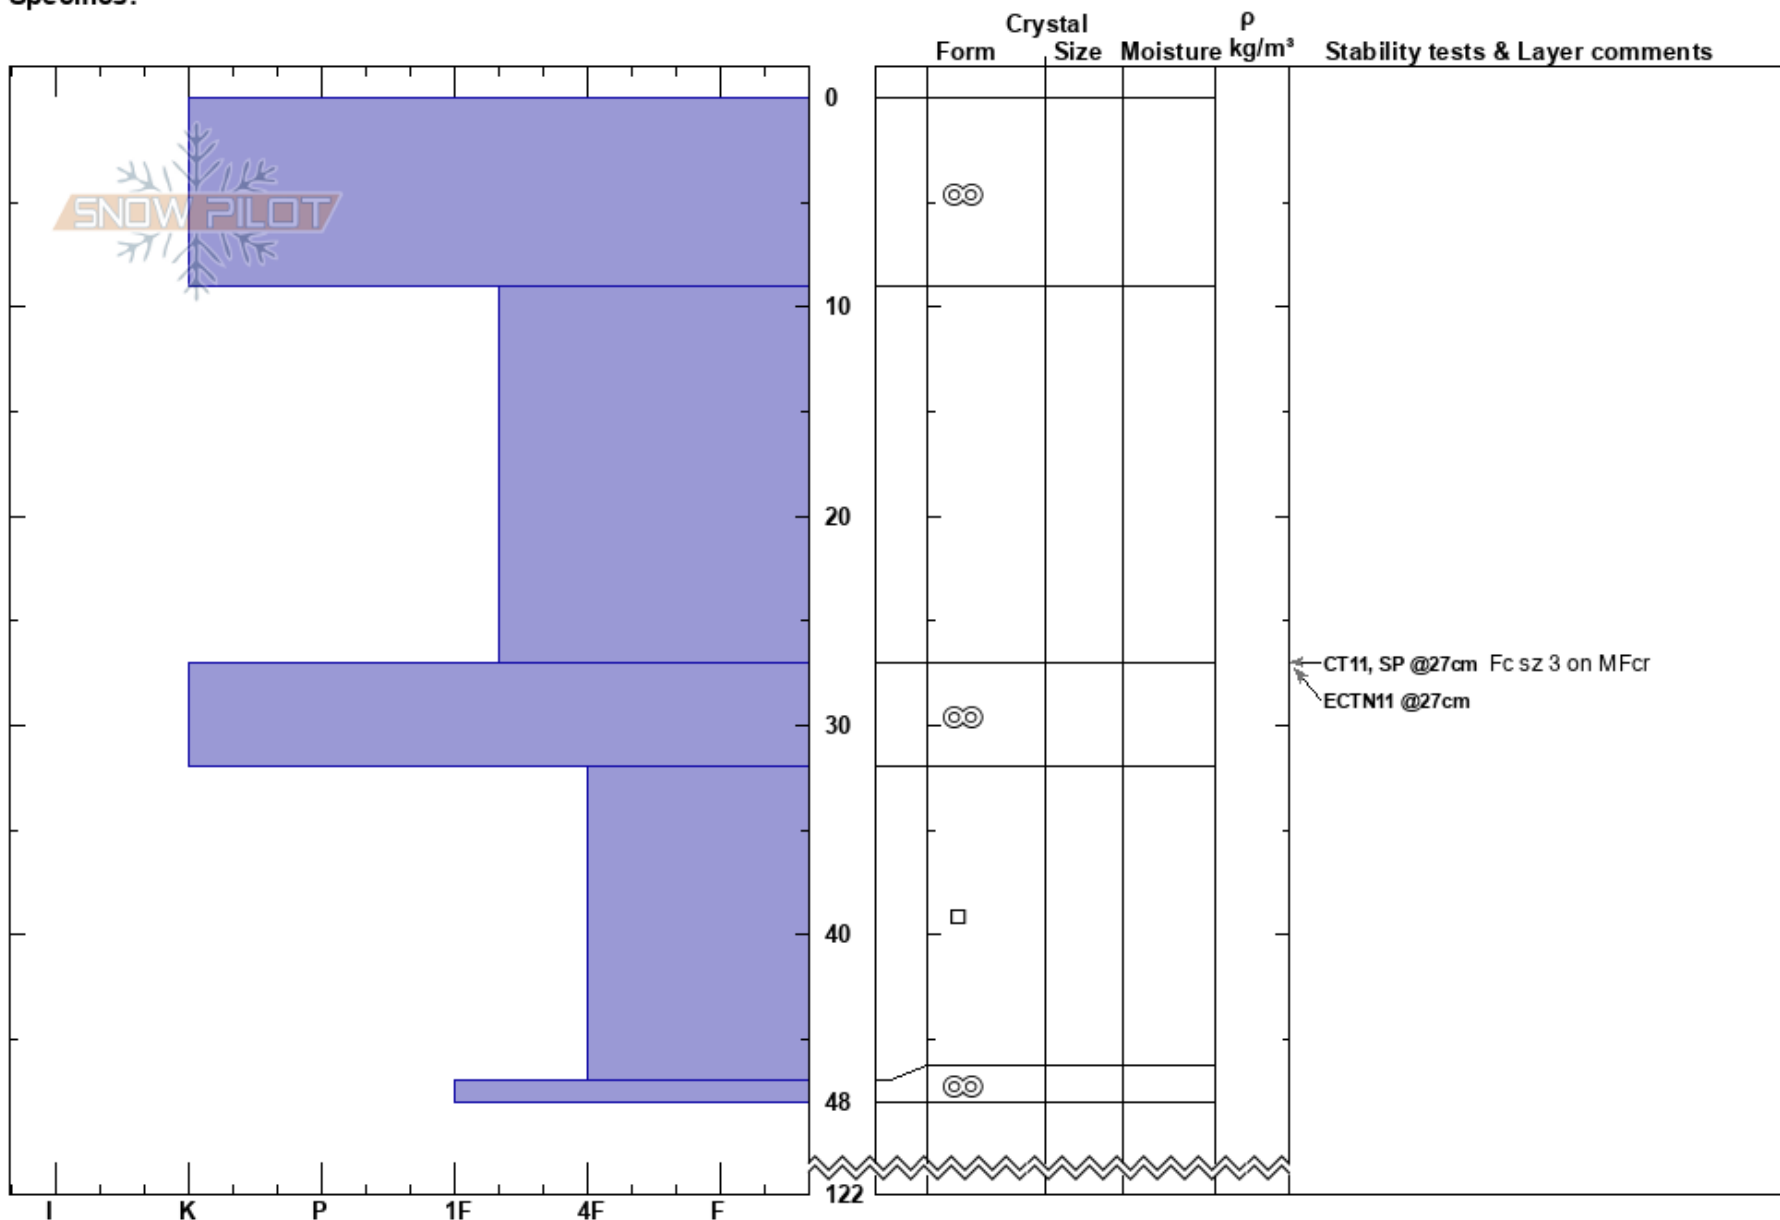 Specifics:
Crystal
ρ
Form Size Moisture kg/m³ Stability tests & Layer comments
0
SNOW PILOT
10
20
CT11, SP @27cm Fc sz 3 on MFcr
ECTN11 @27cm
30
40
48
122
I K P 1F 4F F